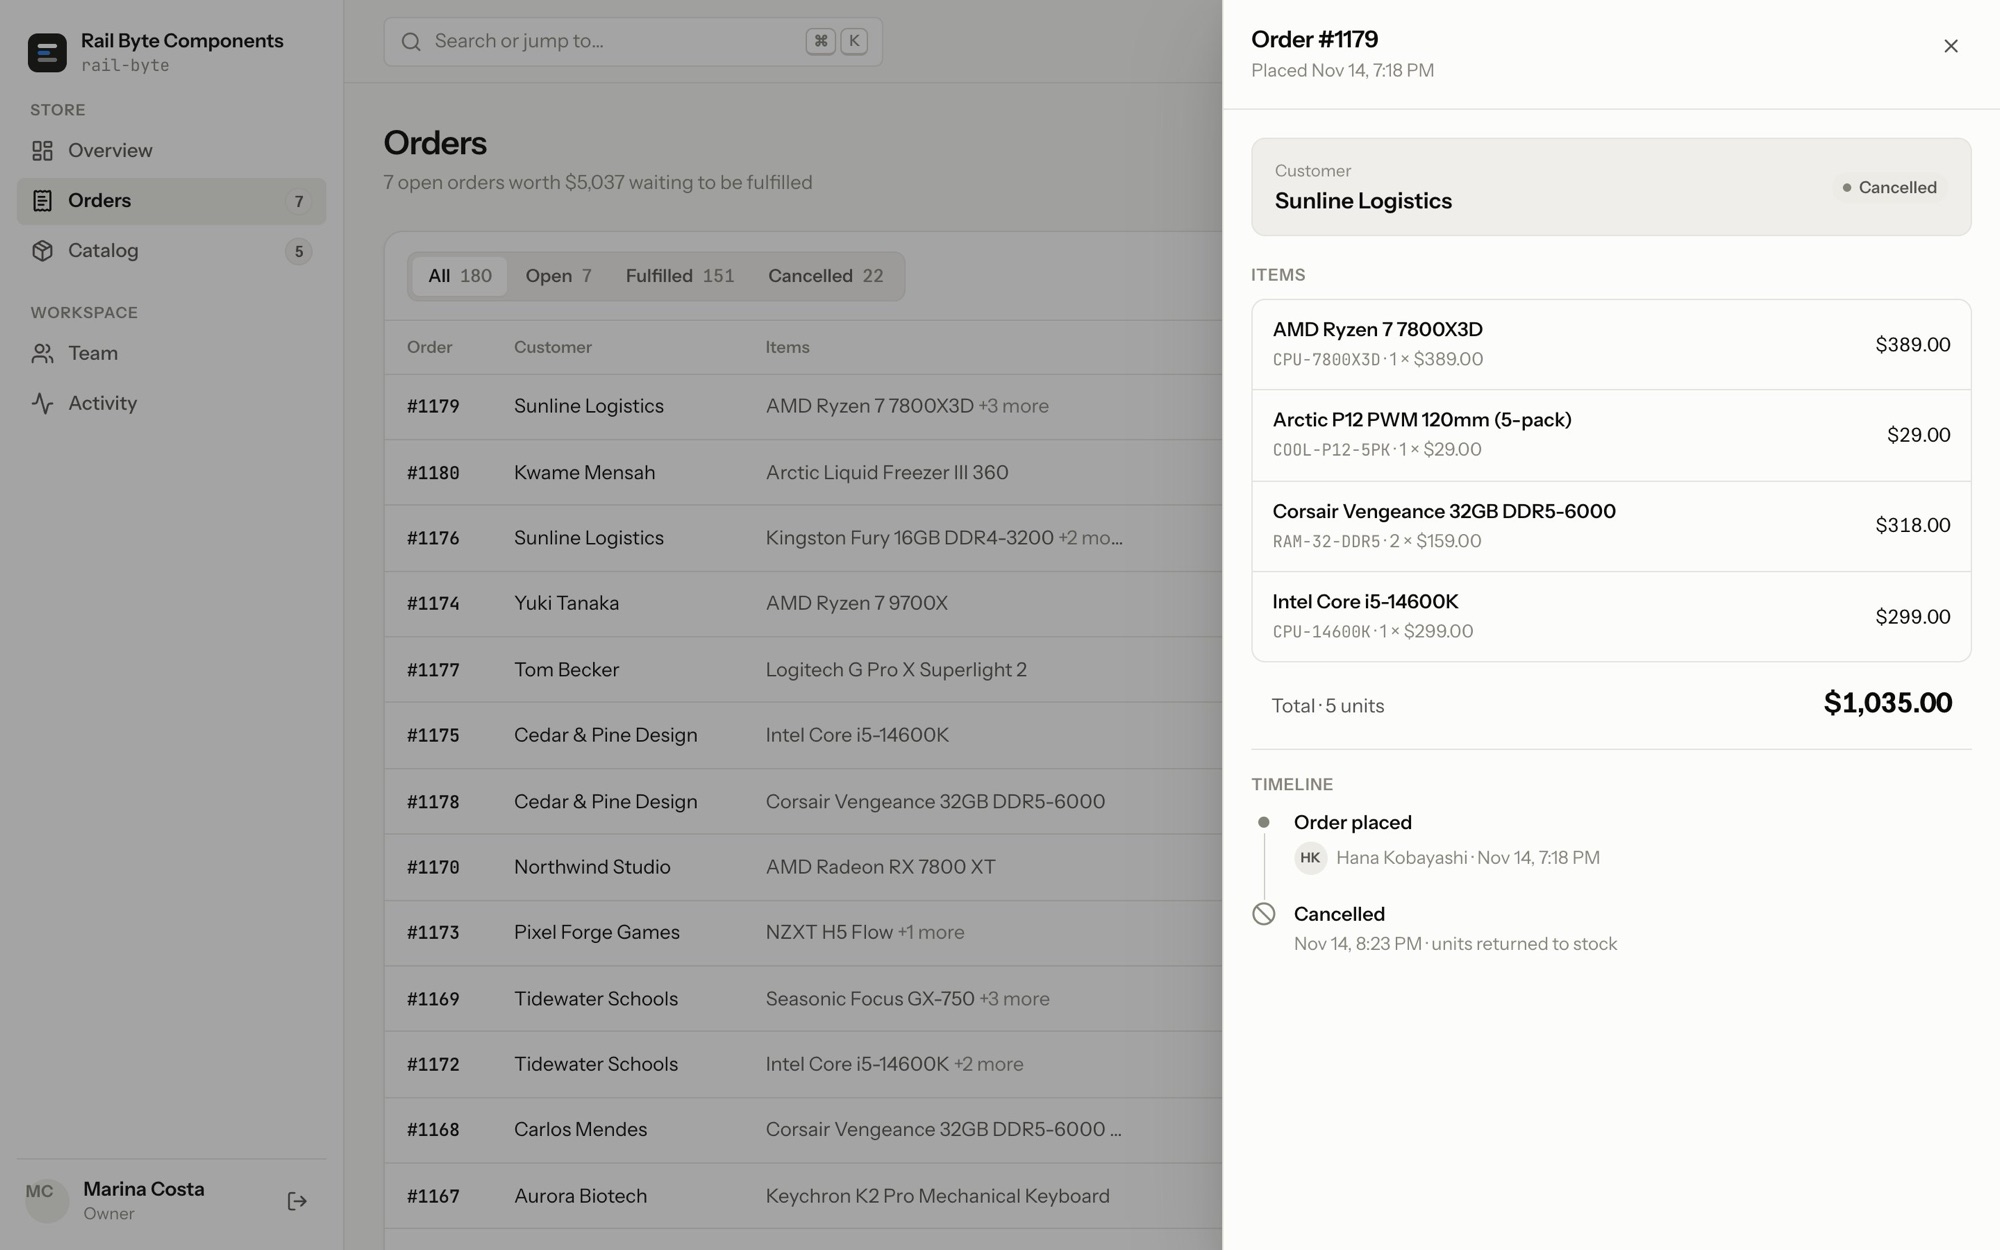 Rail Byte Components
rail-byte
STORE
Overview
Orders 7
Catalog 5
WORKSPACE
Team
Activity
MC
Marina Costa
Owner
Search or jump to... ⌘ K
Orders
7 open orders worth $5,037 waiting to be fulfilled
All 180 Open 7 Fulfilled 151 Cancelled 22
Order Customer Items
#1179 Sunline Logistics AMD Ryzen 7 7800X3D +3 more
#1180 Kwame Mensah Arctic Liquid Freezer III 360
#1176 Sunline Logistics Kingston Fury 16GB DDR4-3200 +2 mo...
#1174 Yuki Tanaka AMD Ryzen 7 9700X
#1177 Tom Becker Logitech G Pro X Superlight 2
#1175 Cedar & Pine Design Intel Core i5-14600K
#1178 Cedar & Pine Design Corsair Vengeance 32GB DDR5-6000
#1170 Northwind Studio AMD Radeon RX 7800 XT
#1173 Pixel Forge Games NZXT H5 Flow +1 more
#1169 Tidewater Schools Seasonic Focus GX-750 +3 more
#1172 Tidewater Schools Intel Core i5-14600K +2 more
#1168 Carlos Mendes Corsair Vengeance 32GB DDR5-6000 ...
#1167 Aurora Biotech Keychron K2 Pro Mechanical Keyboard
Order #1179
Placed Nov 14, 7:18 PM
Customer
Sunline Logistics
Cancelled
ITEMS
AMD Ryzen 7 7800X3D
CPU-7800X3D · 1 × $389.00
$389.00
Arctic P12 PWM 120mm (5-pack)
COOL-P12-5PK · 1 × $29.00
$29.00
Corsair Vengeance 32GB DDR5-6000
RAM-32-DDR5 · 2 × $159.00
$318.00
Intel Core i5-14600K
CPU-14600K · 1 × $299.00
$299.00
Total · 5 units $1,035.00
TIMELINE
Order placed
HK Hana Kobayashi · Nov 14, 7:18 PM
Cancelled
Nov 14, 8:23 PM · units returned to stock